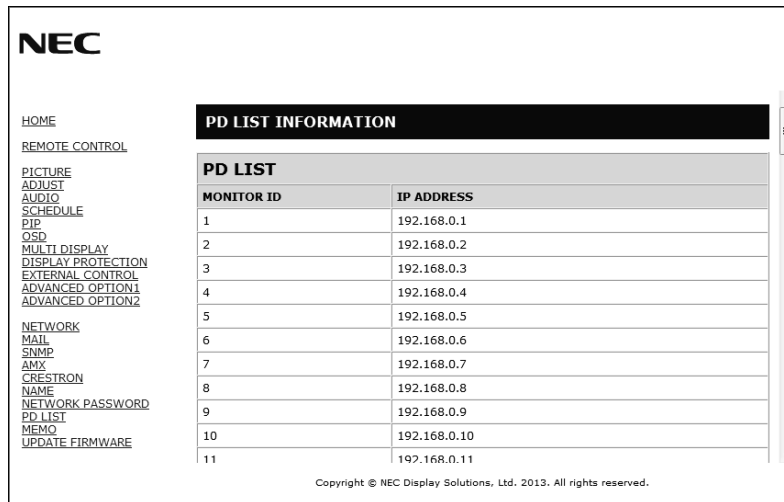 NEC
HOME
REMOTE CONTROL
PICTURE
ADJUST
AUDIO
SCHEDULE
PIP
OSD
MULTI DISPLAY
DISPLAY PROTECTION
EXTERNAL CONTROL
ADVANCED OPTION1
ADVANCED OPTION2
NETWORK
MAIL
SNMP
AMX
CRESTRON
NAME
NETWORK PASSWORD
PD LIST
MEMO
UPDATE FIRMWARE
PD LIST INFORMATION
PD LIST
MONITOR ID IP ADDRESS
1 192.168.0.1
2 192.168.0.2
3 192.168.0.3
4 192.168.0.4
5 192.168.0.5
6 192.168.0.6
7 192.168.0.7
8 192.168.0.8
9 192.168.0.9
10 192.168.0.10
11 192.168.0.11
Copyright © NEC Display Solutions, Ltd. 2013. All rights reserved.